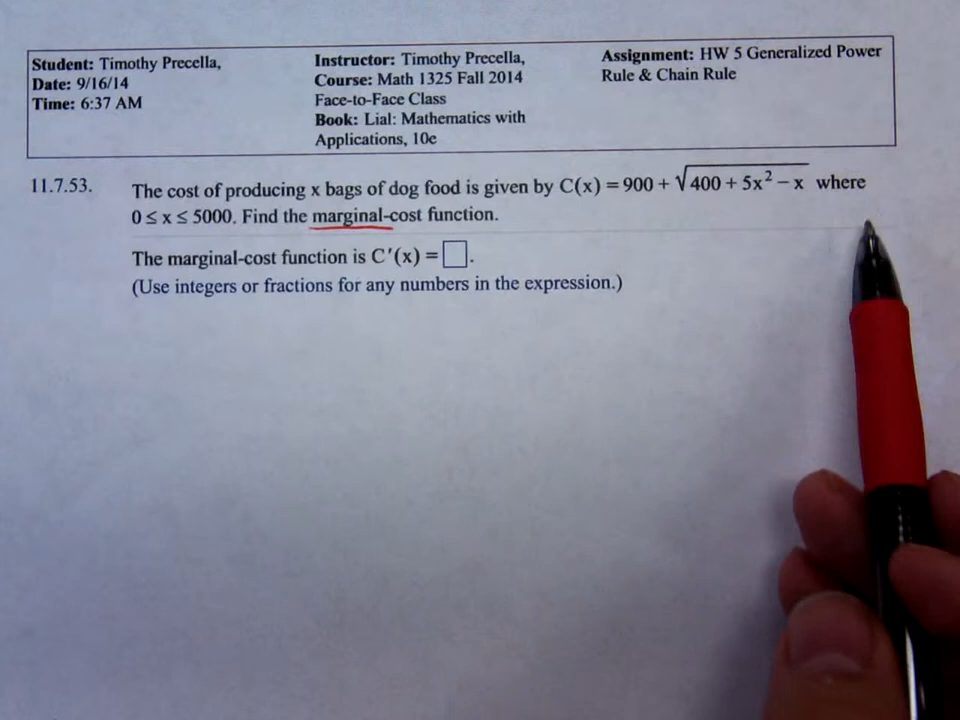 Student: Timothy Precella,
Date: 9/16/14
Time: 6:37 AM
Instructor: Timothy Precella,
Course: Math 1325 Fall 2014
Face-to-Face Class
Book: Lial: Mathematics with
Applications, 10e
Assignment: HW 5 Generalized Power
Rule & Chain Rule
11.7.53. The cost of producing x bags of dog food is given by C(x) = 900 + √400 + 5x² − x where
0 ≤ x ≤ 5000. Find the marginal-cost function.
The marginal-cost function is C′(x) = □.
(Use integers or fractions for any numbers in the expression.)